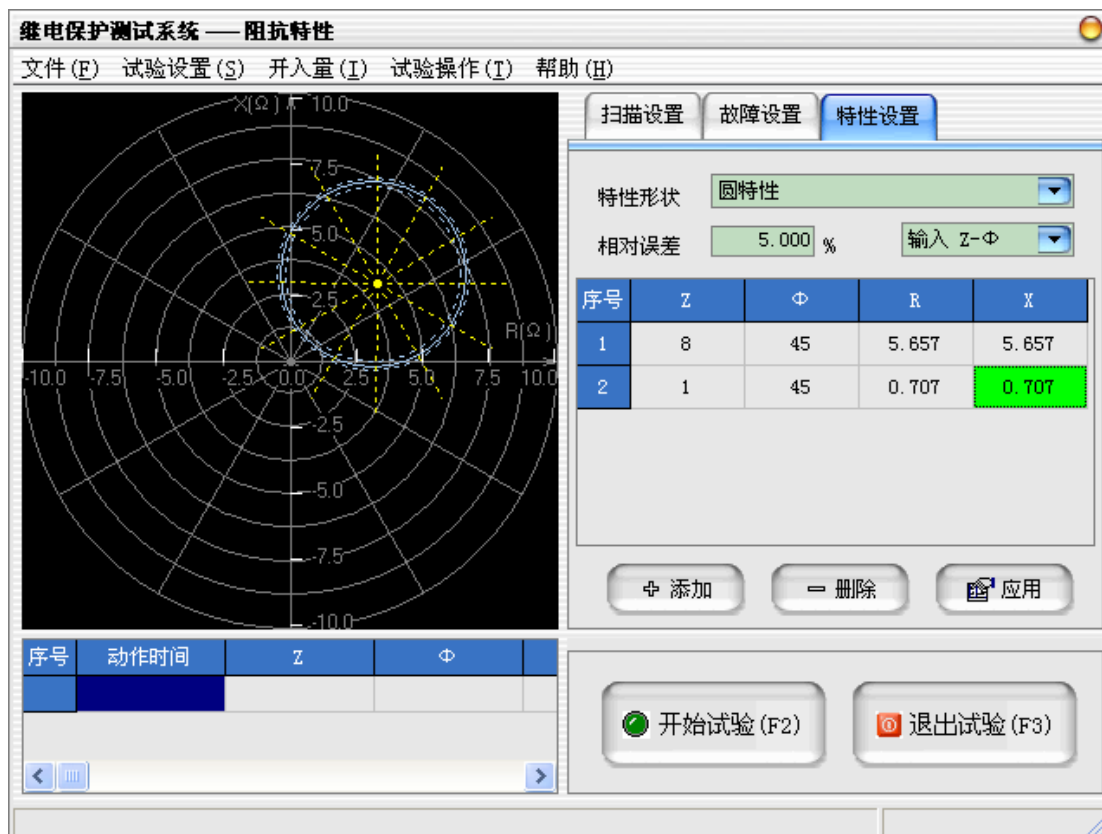 继电保护测试系统 —— 阻抗特性
文件(F) 试验设置(S) 开入量(I) 试验操作(T) 帮助(H)
X(Ω) 10.0
7.5
5.0
2.5
R(Ω)
-10.0 -7.5 -5.0 -2.5 0.0 2.5 5.0 7.5 10.0
-2.5
-5.0
-7.5
-10.0
扫描设置 故障设置 特性设置
特性形状 圆特性
相对误差 5.000 % 输入 Z-Φ
序号 Z Φ R X
1 8 45 5.657 5.657
2 1 45 0.707 0.707
添加 删除 应用
序号 动作时间 Z Φ
开始试验(F2) 退出试验(F3)